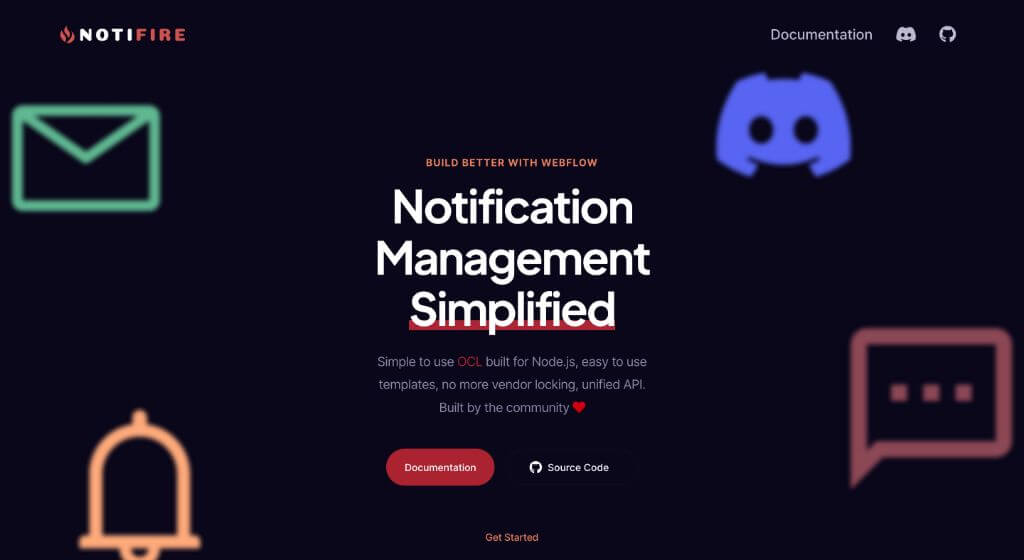 NOTIFIRE
Documentation
BUILD BETTER WITH WEBFLOW
Notification
Management
Simplified
Simple to use OCL built for Node.js, easy to use
templates, no more vendor locking, unified API.
Built by the community ❤
Documentation
Source Code
Get Started